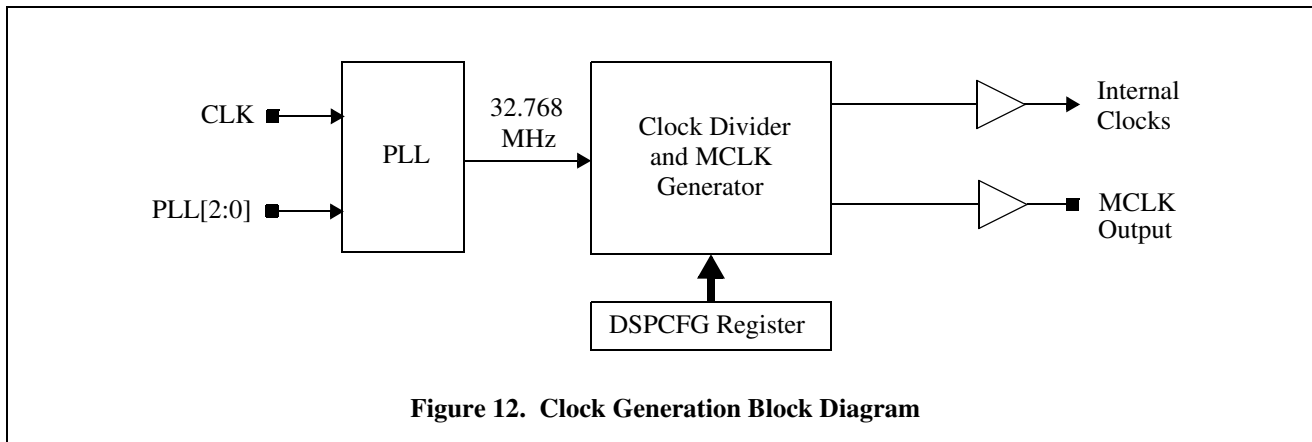 CLK
PLL[2:0]
PLL
32.768
MHz
Clock Divider
and MCLK
Generator
DSPCFG Register
Internal
Clocks
MCLK
Output
Figure 12. Clock Generation Block Diagram